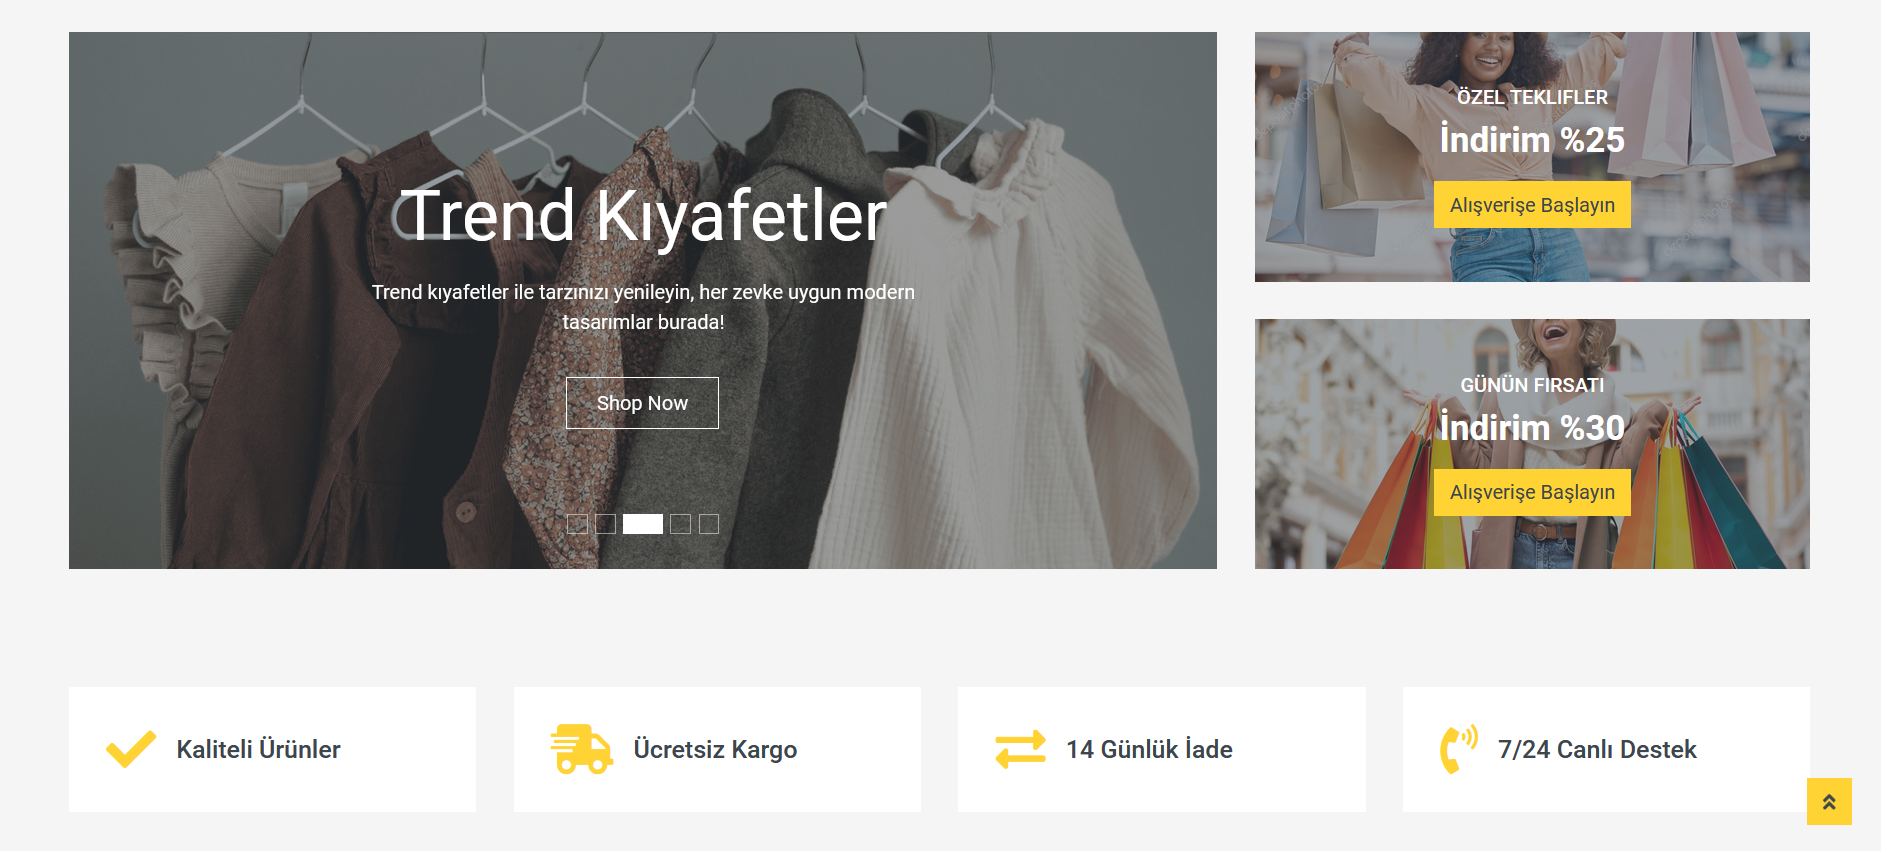 Trend Kıyafetler
Trend kıyafetler ile tarzınızı yenileyin, her zevke uygun modern
tasarımlar burada!
Shop Now
ÖZEL TEKLIFLER
İndirim %25
Alışverişe Başlayın
GÜNÜN FIRSATI
İndirim %30
Alışverişe Başlayın
Kaliteli Ürünler
Ücretsiz Kargo
14 Günlük İade
7/24 Canlı Destek